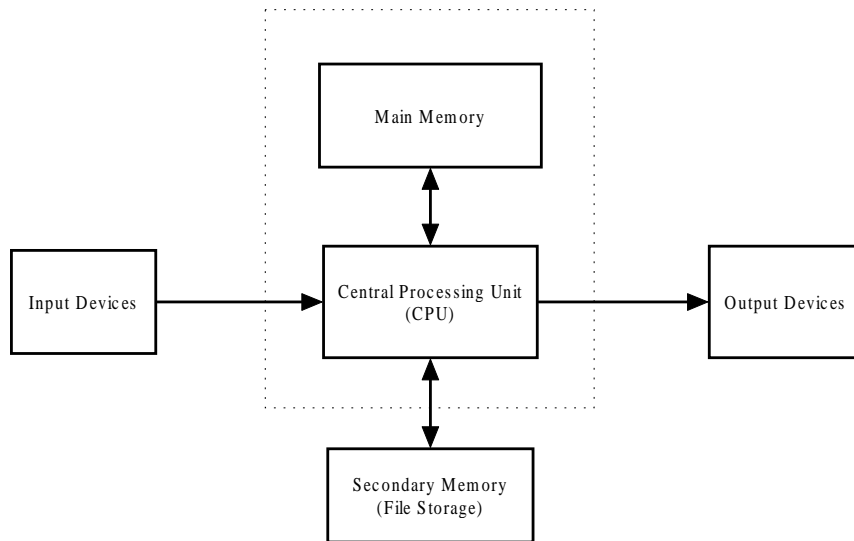 Main Memory
Input Devices
Central Processing Unit
(CPU)
Output Devices
Secondary Memory
(File Storage)